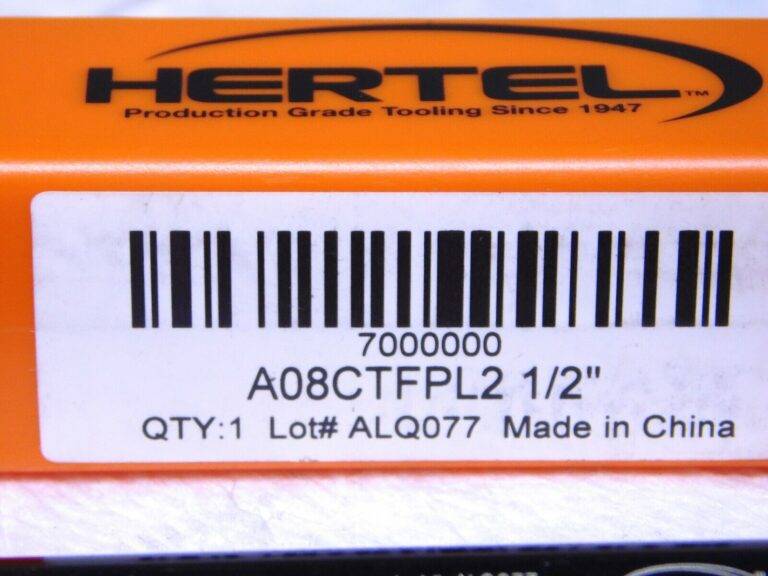 HERTEL™
Production Grade Tooling Since 1947
7000000
A08CTFPL2 1/2"
QTY:1 Lot# ALQ077 Made in China